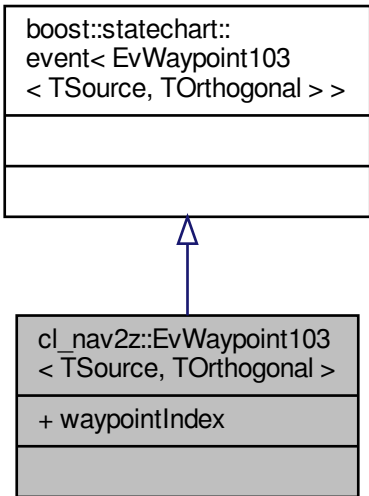 boost::statechart::
event< EvWaypoint103
< TSource, TOrthogonal > >
cl_nav2z::EvWaypoint103
< TSource, TOrthogonal >
+ waypointIndex